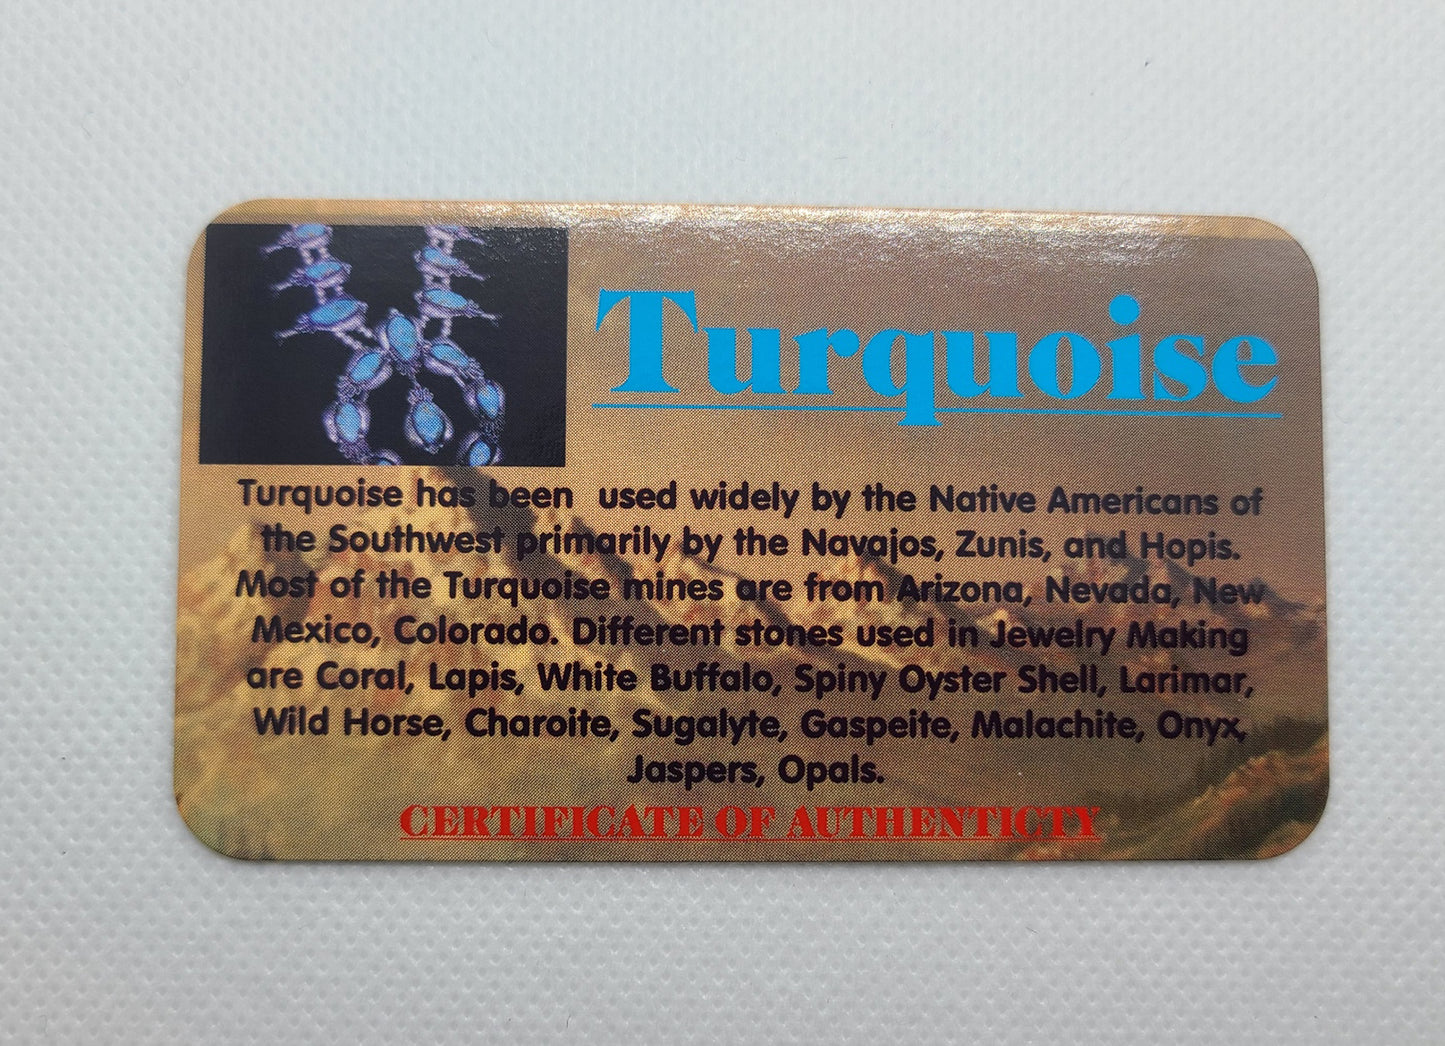 Turquoise
Turquoise has been used widely by the Native Americans of
the Southwest primarily by the Navajos, Zunis, and Hopis.
Most of the Turquoise mines are from Arizona, Nevada, New
Mexico, Colorado. Different stones used in Jewelry Making
are Coral, Lapis, White Buffalo, Spiny Oyster Shell, Larimar,
Wild Horse, Charoite, Sugalyte, Gaspeite, Malachite, Onyx,
Jaspers, Opals.
CERTIFICATE OF AUTHENTICTY